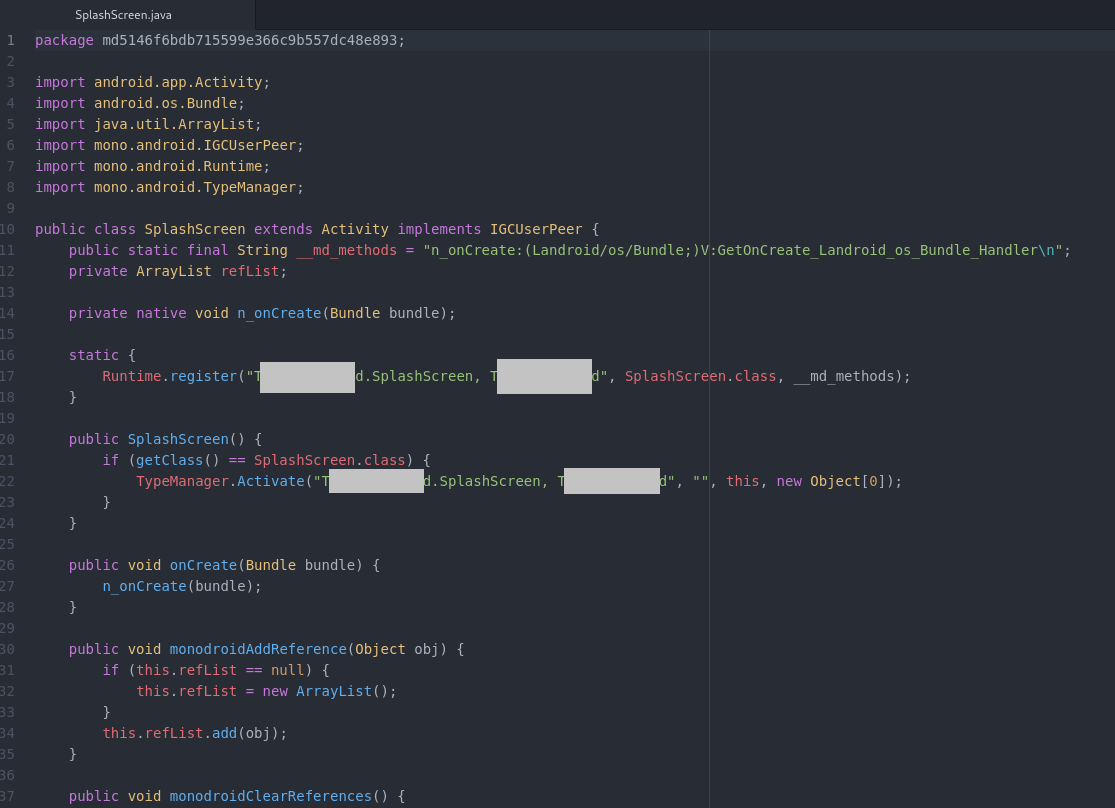 SplashScreen.java
1 package md5146f6bdb715599e366c9b557dc48e893;
2
3 import android.app.Activity;
4 import android.os.Bundle;
5 import java.util.ArrayList;
6 import mono.android.IGCUserPeer;
7 import mono.android.Runtime;
8 import mono.android.TypeManager;
9
10 public class SplashScreen extends Activity implements IGCUserPeer {
11     public static final String __md_methods = "n_onCreate:(Landroid/os/Bundle;)V:GetOnCreate_Landroid_os_Bundle_Handler\n";
12     private ArrayList refList;
13
14     private native void n_onCreate(Bundle bundle);
15
16     static {
17         Runtime.register("T d.SplashScreen, T d", SplashScreen.class, __md_methods);
18     }
19
20     public SplashScreen() {
21         if (getClass() == SplashScreen.class) {
22             TypeManager.Activate("T d.SplashScreen, T d", "", this, new Object[0]);
23         }
24     }
25
26     public void onCreate(Bundle bundle) {
27         n_onCreate(bundle);
28     }
29
30     public void monodroidAddReference(Object obj) {
31         if (this.refList == null) {
32             this.refList = new ArrayList();
33         }
34         this.refList.add(obj);
35     }
36
37     public void monodroidClearReferences() {